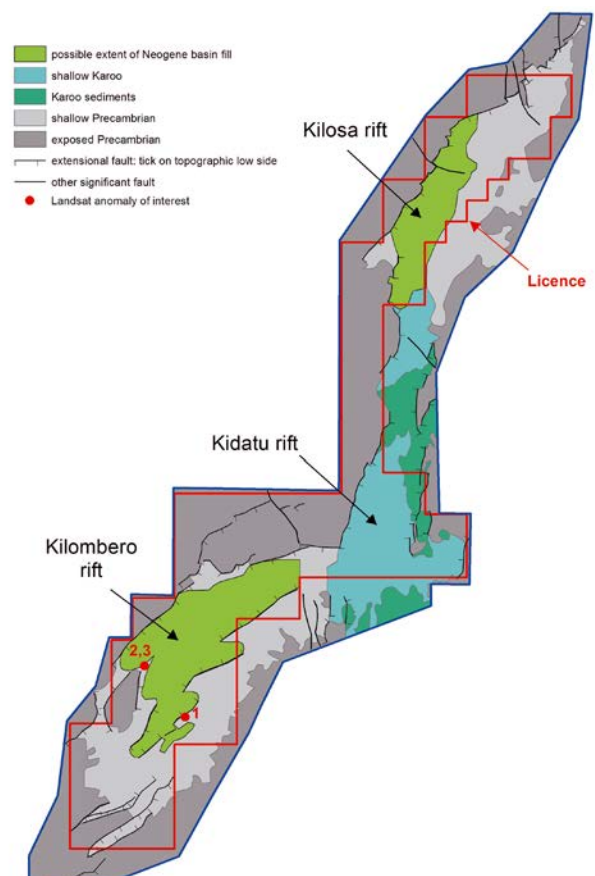 possible extent of Neogene basin fill
shallow Karoo
Karoo sediments
shallow Precambrian
exposed Precambrian
extensional fault: tick on topographic low side
other significant fault
Landsat anomaly of interest
Kilosa rift
Licence
Kidatu rift
Kilombero
rift
2,3
1